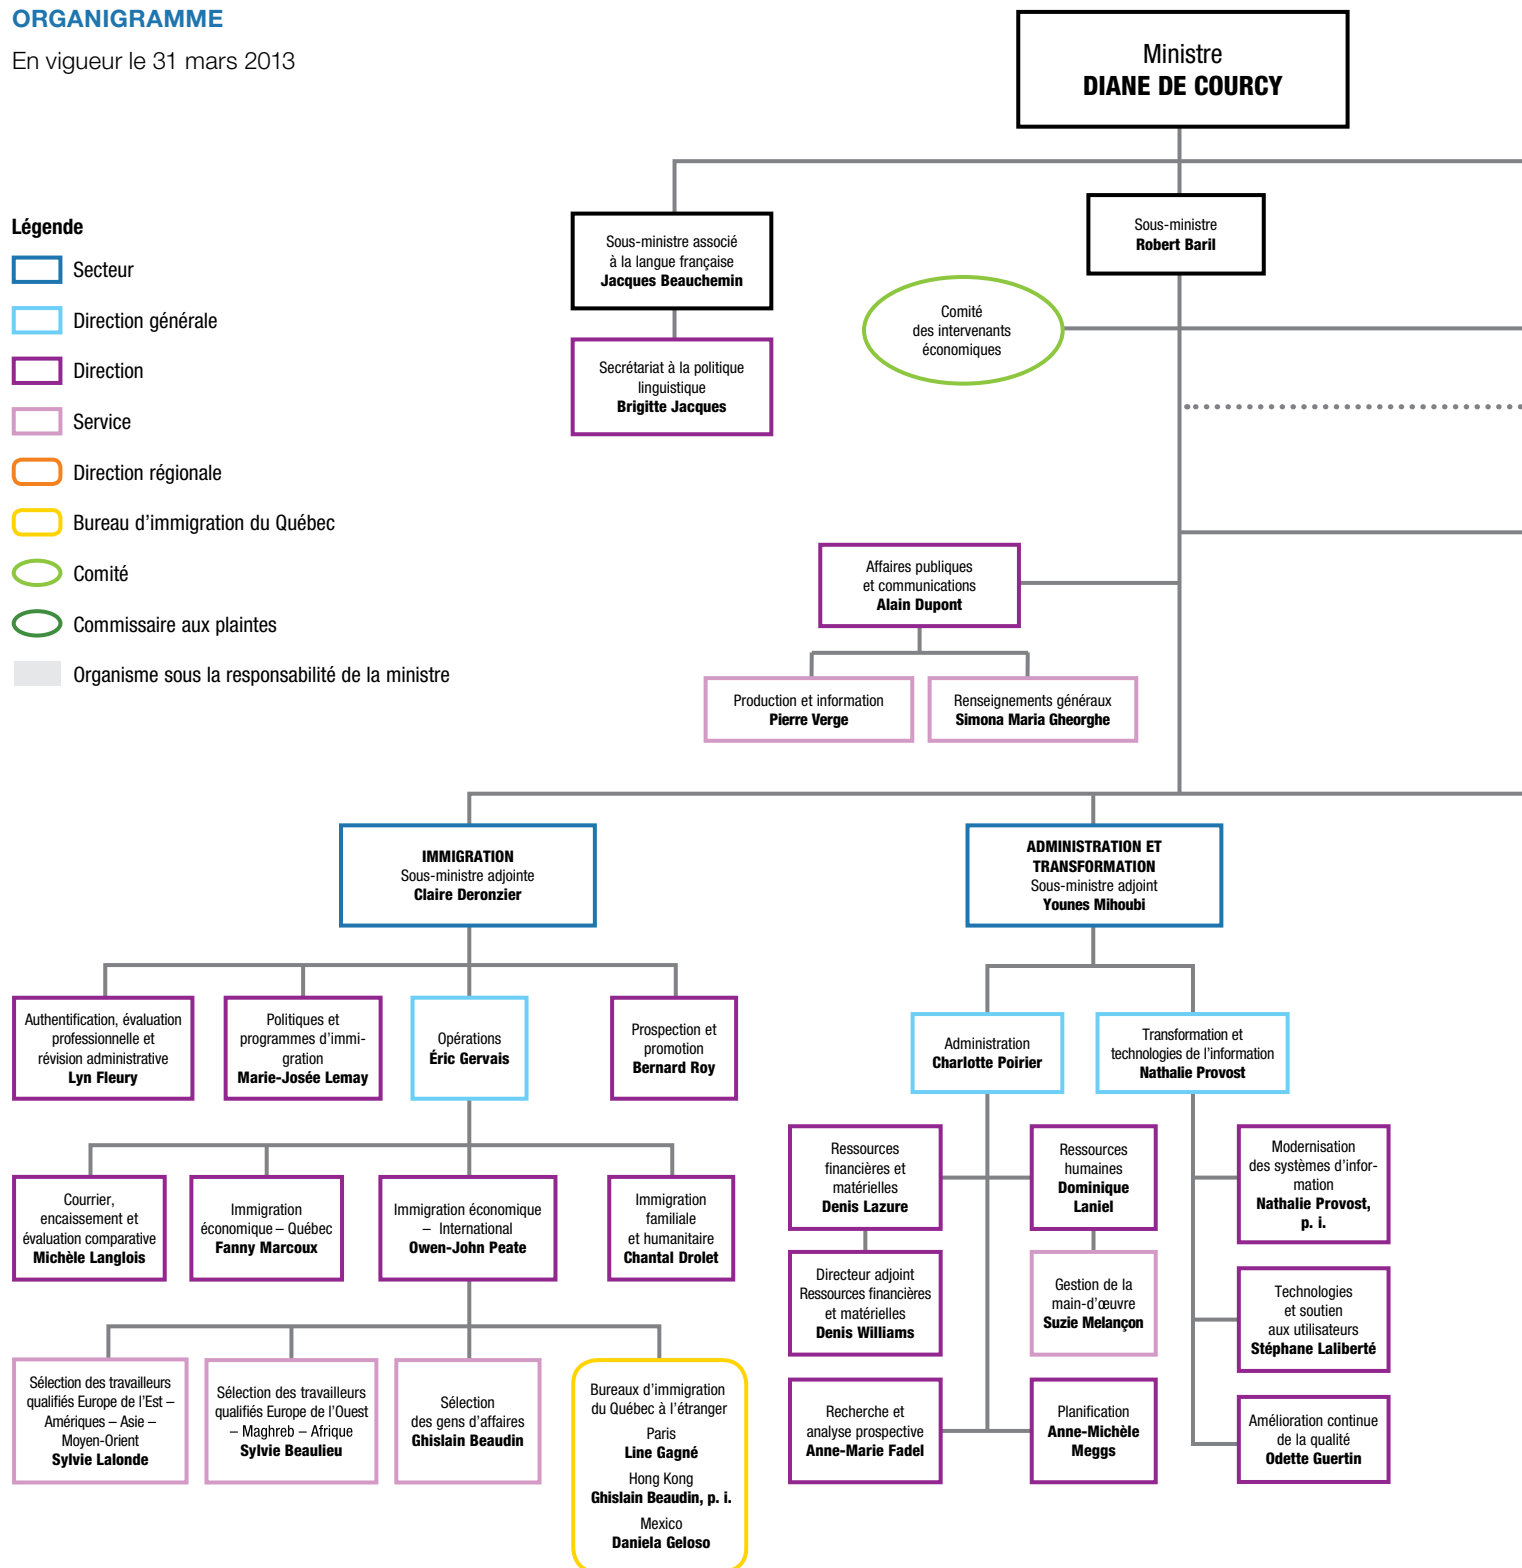 ORGANIGRAMME
En vigueur le 31 mars 2013
Ministre
DIANE DE COURCY
Légende
Secteur
Direction générale
Direction
Service
Direction régionale
Bureau d'immigration du Québec
Comité
Commissaire aux plaintes
Organisme sous la responsabilité de la ministre
Sous-ministre associé
à la langue française
Jacques Beauchemin
Sous-ministre
Robert Baril
Comité
des intervenants
économiques
Secrétariat à la politique
linguistique
Brigitte Jacques
Affaires publiques
et communications
Alain Dupont
Production et information
Pierre Verge
Renseignements généraux
Simona Maria Gheorghe
IMMIGRATION
Sous-ministre adjointe
Claire Deronzier
ADMINISTRATION ET
TRANSFORMATION
Sous-ministre adjoint
Younes Mihoubi
Authentification, évaluation
professionnelle et
révision administrative
Lyn Fleury
Politiques et
programmes d'immi-
gration
Marie-Josée Lemay
Opérations
Éric Gervais
Prospection et
promotion
Bernard Roy
Administration
Charlotte Poirier
Transformation et
technologies de l'information
Nathalie Provost
Courrier,
encaissement et
évaluation comparative
Michèle Langlois
Immigration
économique – Québec
Fanny Marcoux
Immigration économique
– International
Owen-John Peate
Immigration
familiale
et humanitaire
Chantal Drolet
Ressources
financières et
matérielles
Denis Lazure
Ressources
humaines
Dominique
Laniel
Modernisation
des systèmes d'infor-
mation
Nathalie Provost,
p. i.
Directeur adjoint
Ressources financières
et matérielles
Denis Williams
Gestion de la
main-d'œuvre
Suzie Melançon
Technologies
et soutien
aux utilisateurs
Stéphane Laliberté
Sélection des travailleurs
qualifiés Europe de l'Est –
Amériques – Asie –
Moyen-Orient
Sylvie Lalonde
Sélection des travailleurs
qualifiés Europe de l'Ouest
– Maghreb – Afrique
Sylvie Beaulieu
Sélection
des gens d'affaires
Ghislain Beaudin
Bureaux d'immigration
du Québec à l'étranger
Paris
Line Gagné
Hong Kong
Ghislain Beaudin, p. i.
Mexico
Daniela Geloso
Recherche et
analyse prospective
Anne-Marie Fadel
Planification
Anne-Michèle
Meggs
Amélioration continue
de la qualité
Odette Guertin